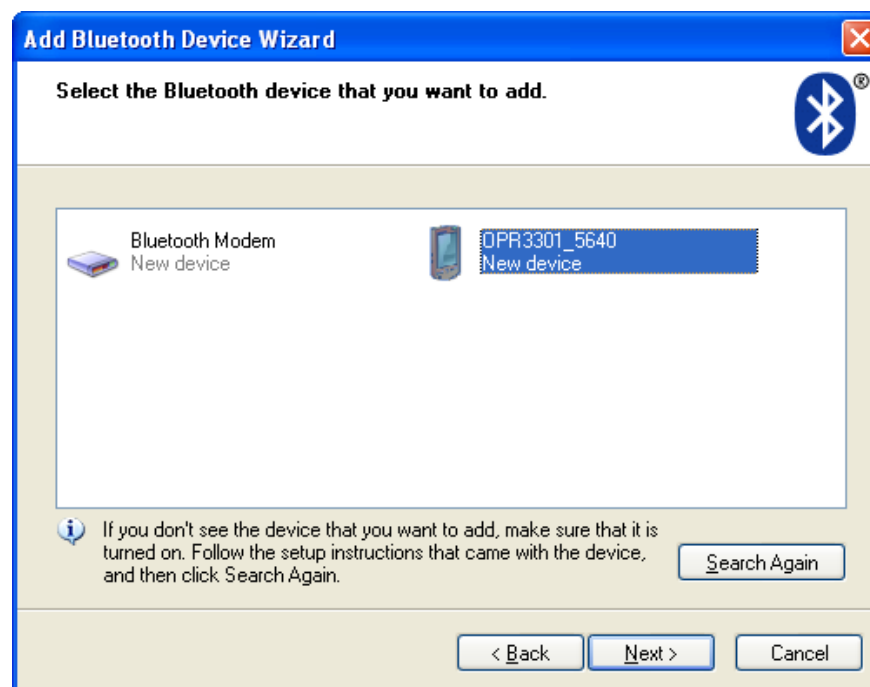 Add Bluetooth Device Wizard
Select the Bluetooth device that you want to add.
®
Bluetooth Modem
New device
OPR3301_5640
New device
If you don't see the device that you want to add, make sure that it is
turned on. Follow the setup instructions that came with the device,
and then click Search Again.
Search Again
< Back
Next >
Cancel